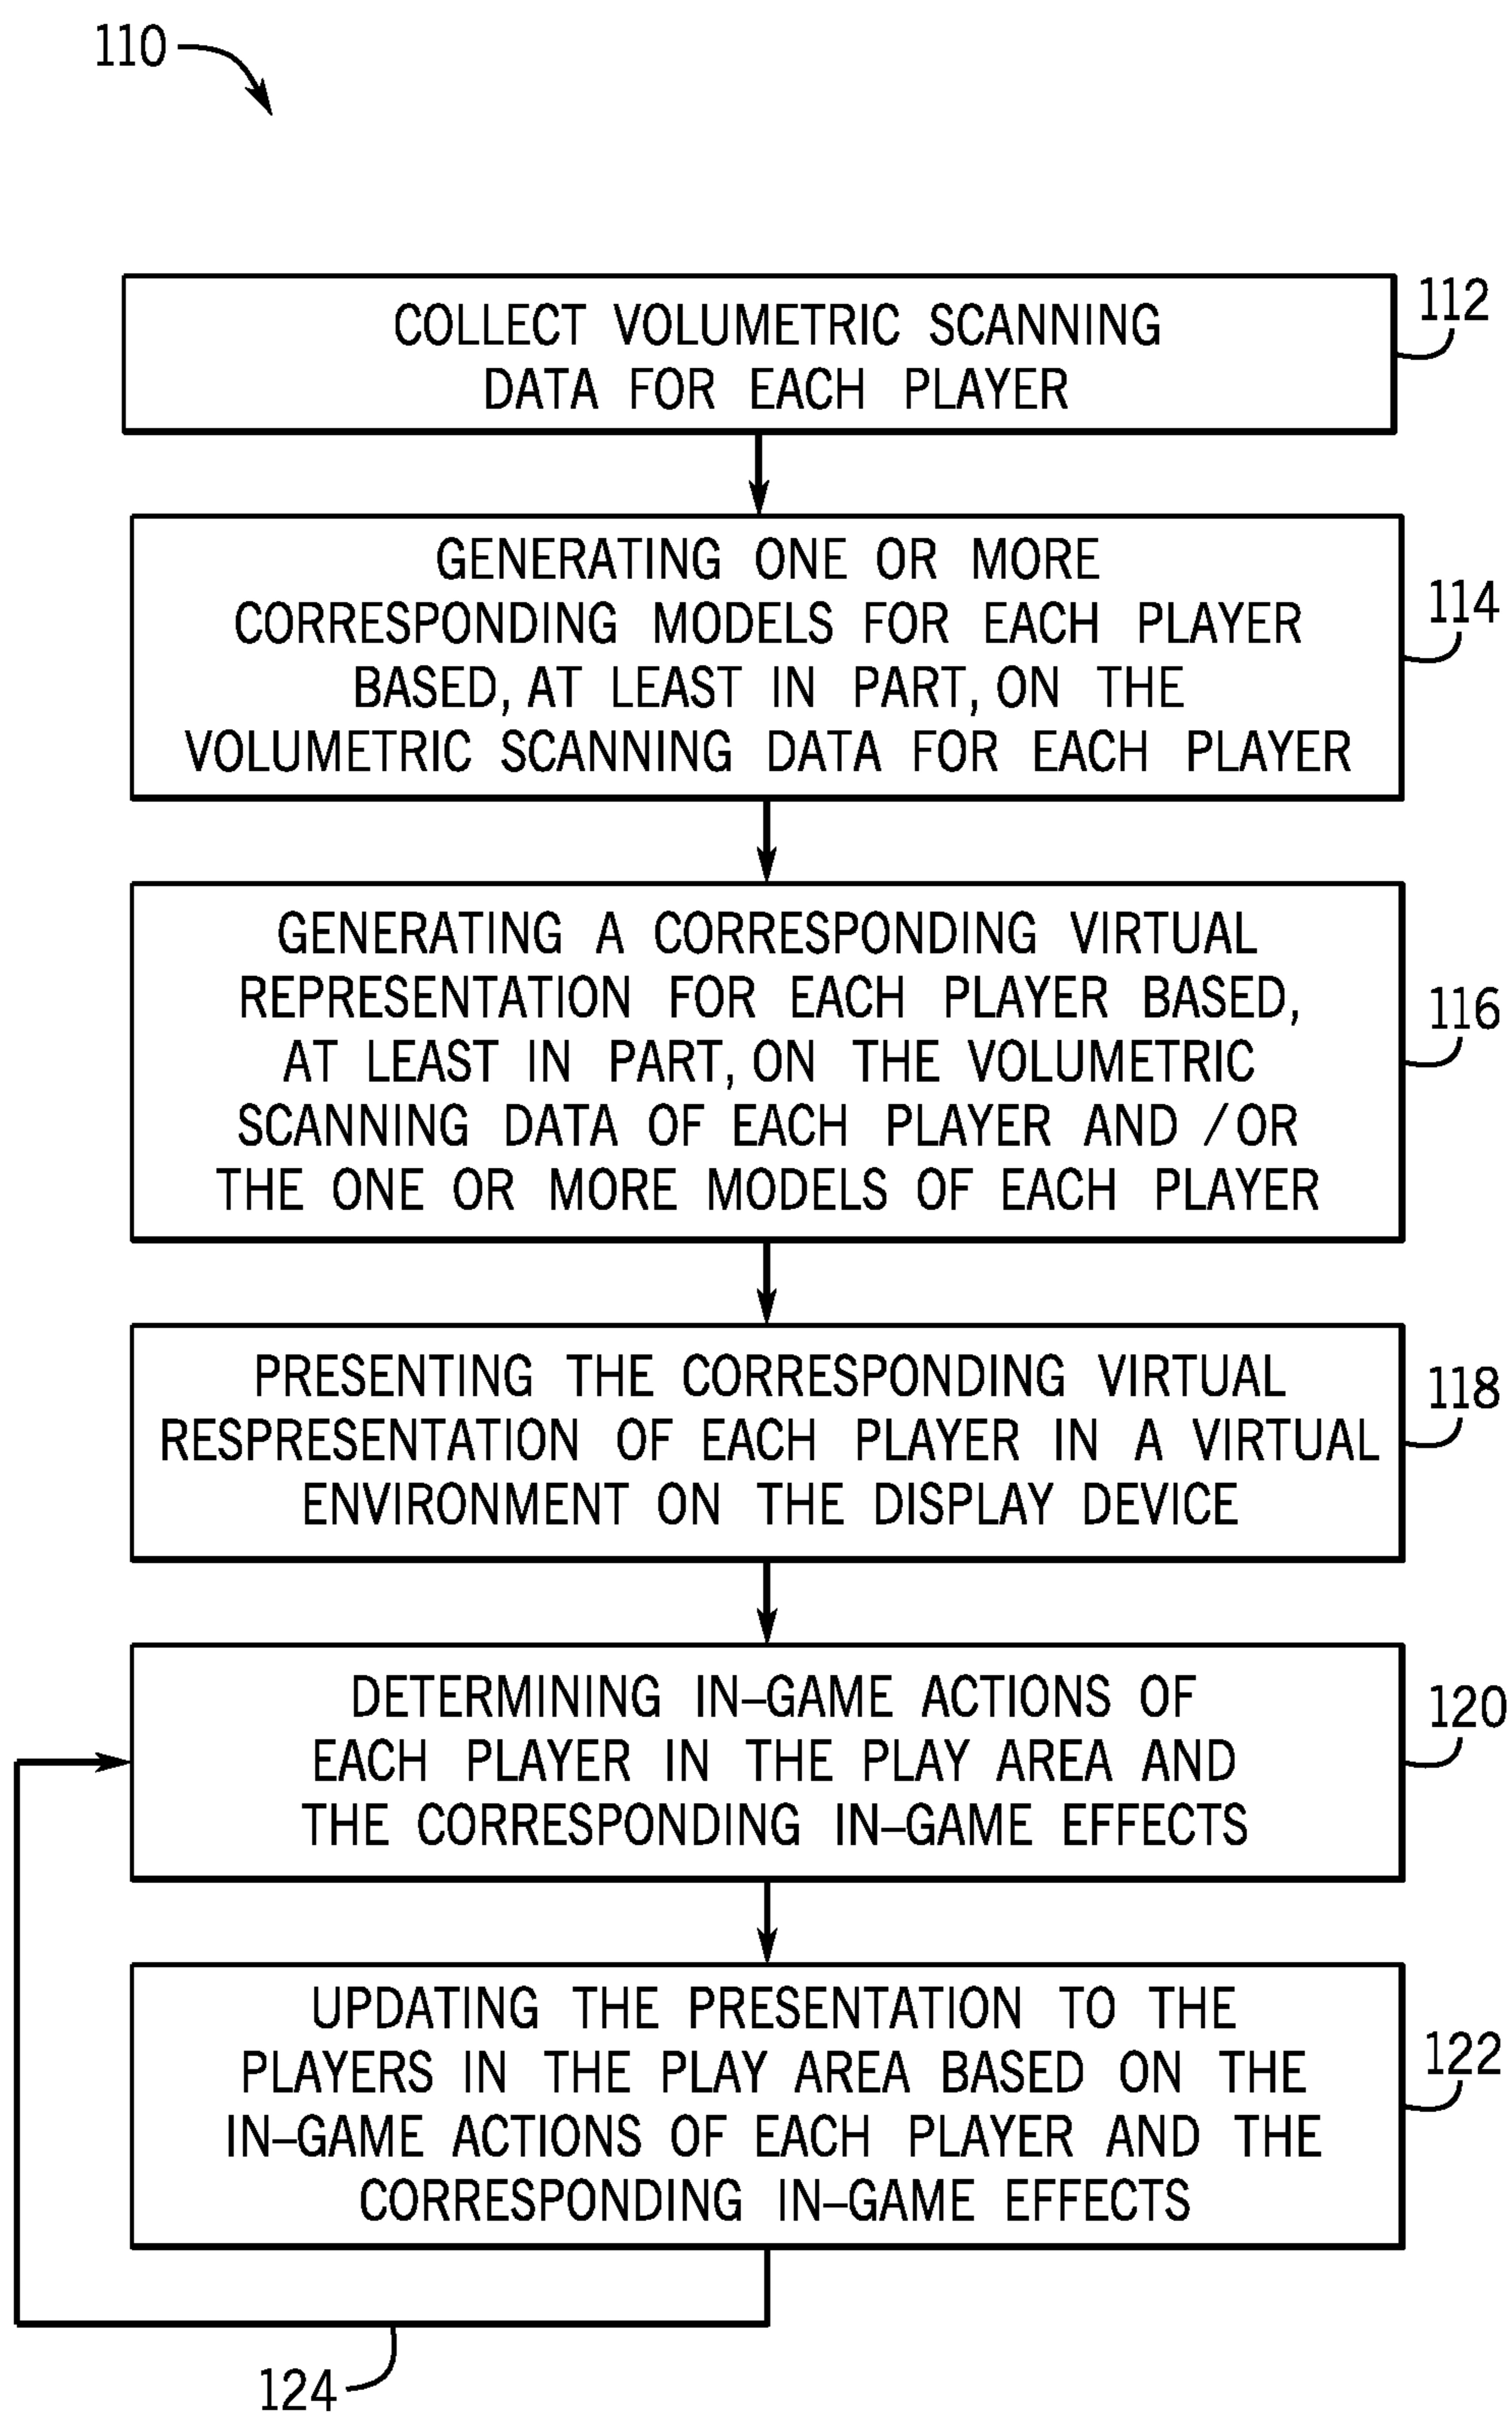 110
COLLECT VOLUMETRIC SCANNING
DATA FOR EACH PLAYER
112
GENERATING ONE OR MORE
CORRESPONDING MODELS FOR EACH PLAYER
BASED, AT LEAST IN PART, ON THE
VOLUMETRIC SCANNING DATA FOR EACH PLAYER
114
GENERATING A CORRESPONDING VIRTUAL
REPRESENTATION FOR EACH PLAYER BASED,
AT LEAST IN PART, ON THE VOLUMETRIC
SCANNING DATA OF EACH PLAYER AND /OR
THE ONE OR MORE MODELS OF EACH PLAYER
116
PRESENTING THE CORRESPONDING VIRTUAL
RESPRESENTATION OF EACH PLAYER IN A VIRTUAL
ENVIRONMENT ON THE DISPLAY DEVICE
118
DETERMINING IN–GAME ACTIONS OF
EACH PLAYER IN THE PLAY AREA AND
THE CORRESPONDING IN–GAME EFFECTS
120
UPDATING THE PRESENTATION TO THE
PLAYERS IN THE PLAY AREA BASED ON THE
IN–GAME ACTIONS OF EACH PLAYER AND THE
CORRESPONDING IN–GAME EFFECTS
122
124